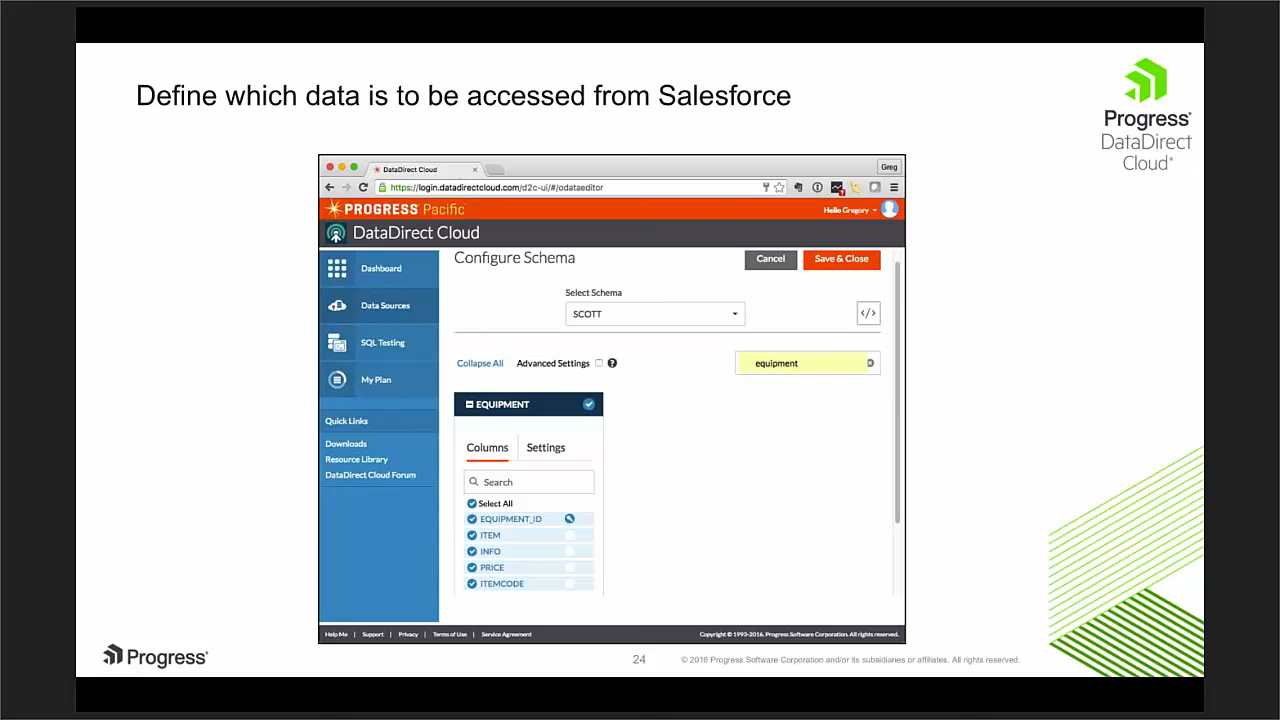 Define which data is to be accessed from Salesforce
Progress®
DataDirect
Cloud®
DataDirect Cloud
Greg
https://login.datadirectcloud.com/d2c-ui/#/odataeditor
PROGRESS Pacific
Hello Gregory
DataDirect Cloud
Dashboard
Data Sources
SQL Testing
My Plan
Quick Links
Downloads
Resource Library
DataDirect Cloud Forum
Configure Schema
Cancel
Save & Close
Select Schema
SCOTT
</>
Collapse All
Advanced Settings
equipment
EQUIPMENT
Columns
Settings
Search
Select All
EQUIPMENT_ID
ITEM
INFO
PRICE
ITEMCODE
Help Me | Support | Privacy | Terms of Use | Service Agreement
Copyright © 1993-2016. Progress Software Corporation. All rights reserved.
Progress®
24
© 2016 Progress Software Corporation and/or its subsidiaries or affiliates. All rights reserved.